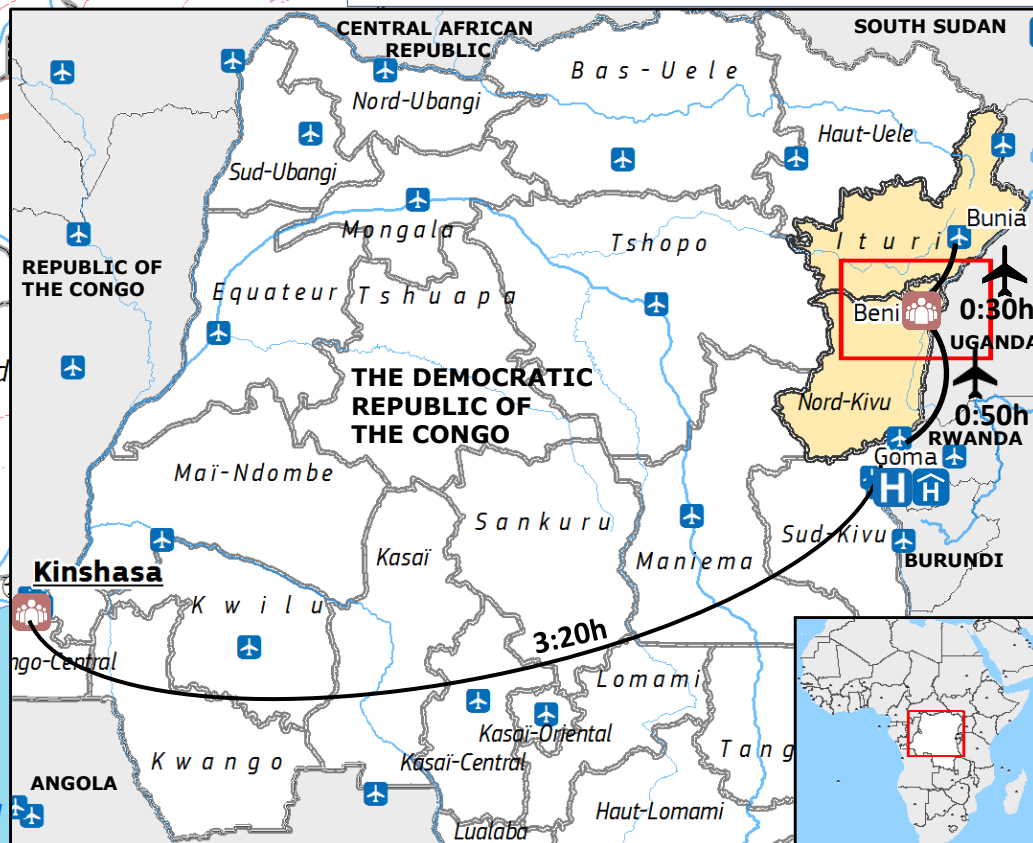 CENTRAL AFRICAN
REPUBLIC
SOUTH SUDAN
Bas-Uele
Nord-Ubangi
Haut-Uele
Sud-Ubangi
Bunia
Mongala
Tshopo
Ituri
REPUBLIC OF
THE CONGO
Equateur
Tshuapa
Beni
0:30h
UGANDA
THE DEMOCRATIC
REPUBLIC OF
THE CONGO
Nord-Kivu
0:50h
RWANDA
Goma
H
H
Maï-Ndombe
Sankuru
Sud-Kivu
Kasaï
Maniema
BURUNDI
Kinshasa
Kwilu
3:20h
ngo-Central
Lomami
Kasaï-Oriental
Kasaï-Central
Tang
Kwango
ANGOLA
Haut-Lomami
Lualaba